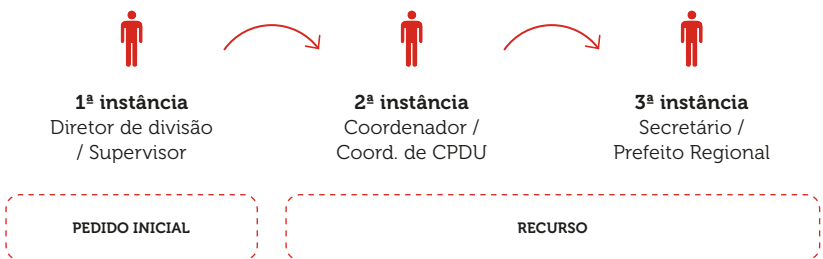 1ª instância
Diretor de divisão
/ Supervisor
2ª instância
Coordenador /
Coord. de CPDU
3ª instância
Secretário /
Prefeito Regional
PEDIDO INICIAL
RECURSO